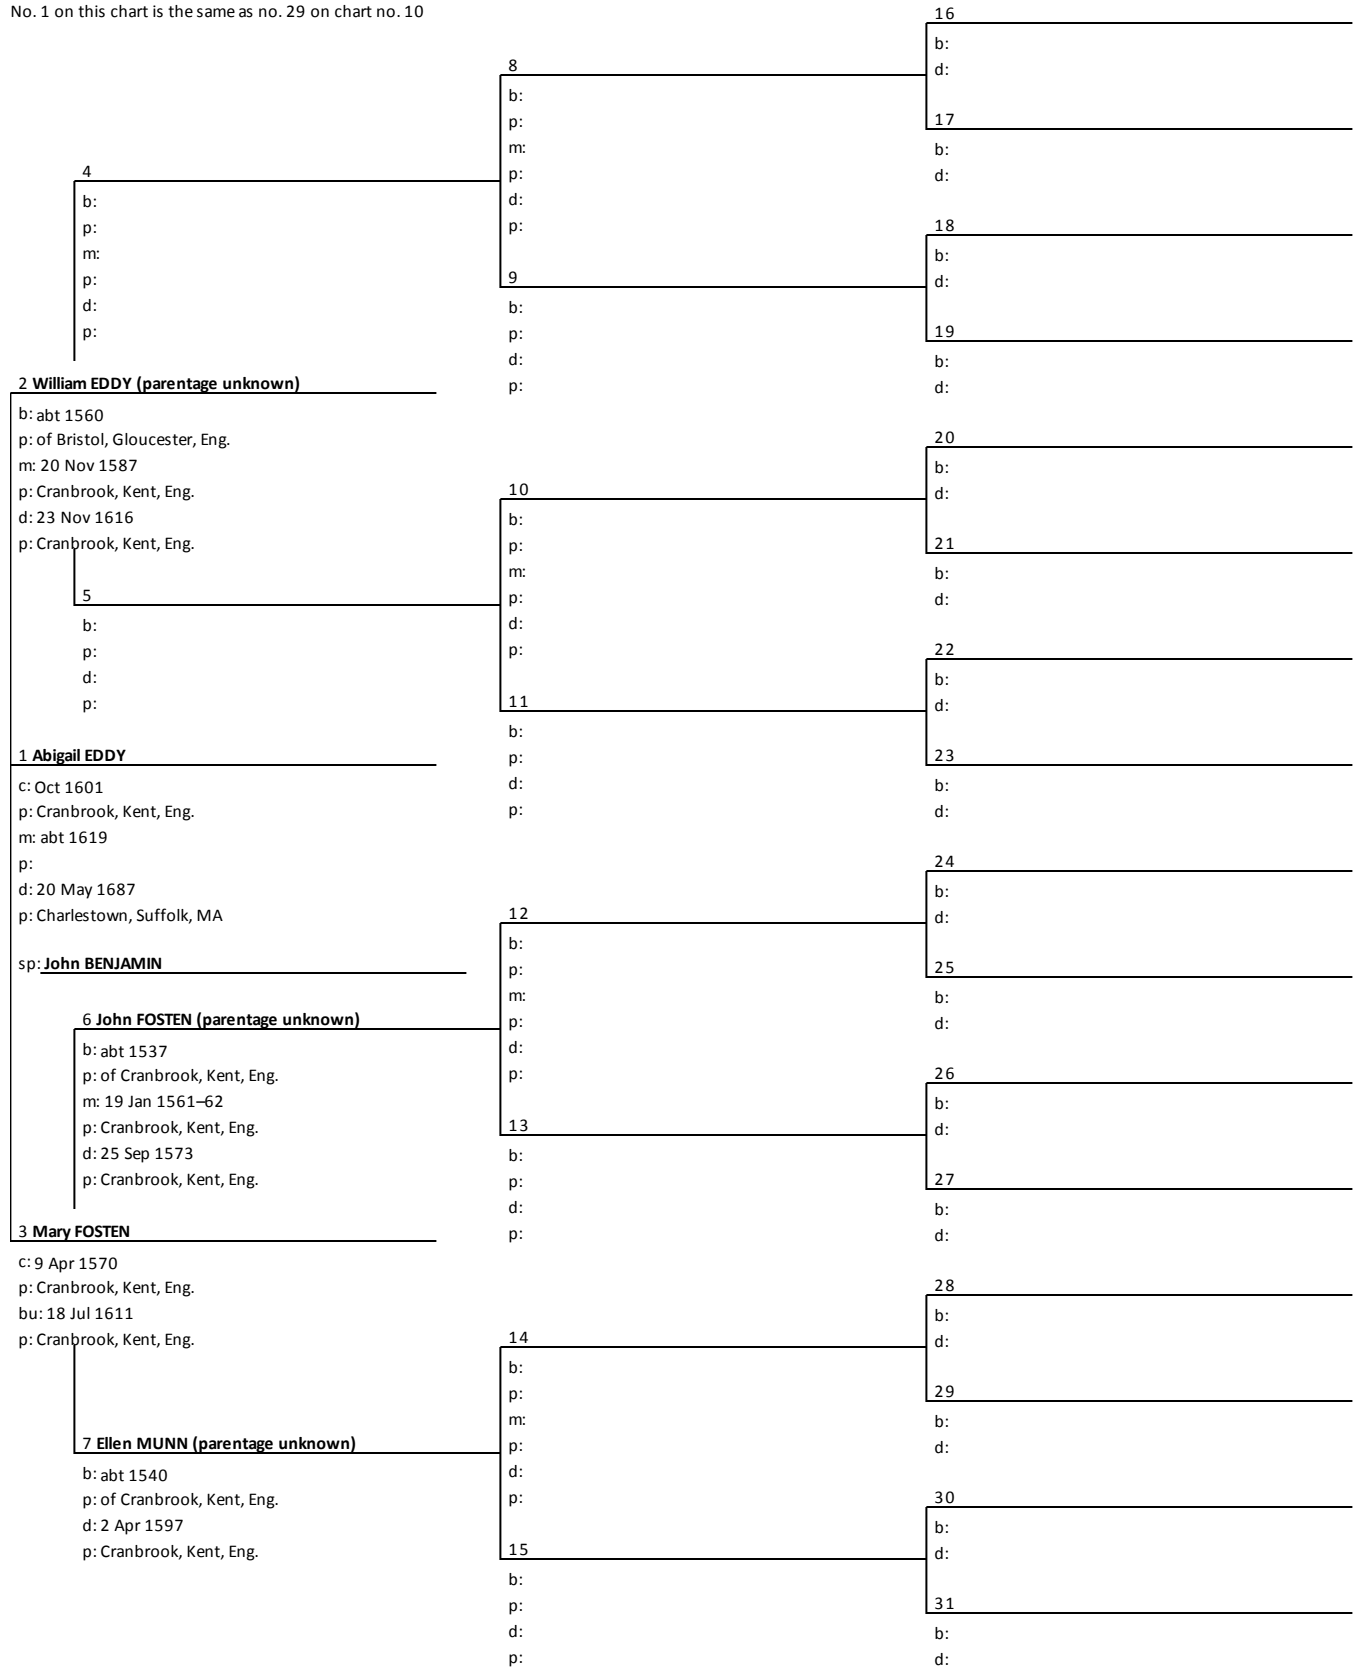 No. 1 on this chart is the same as no. 29 on chart no. 10
4
b:
p:
m:
p:
d:
p:
2 William EDDY (parentage unknown)
b: abt 1560
p: of Bristol, Gloucester, Eng.
m: 20 Nov 1587
p: Cranbrook, Kent, Eng.
d: 23 Nov 1616
p: Cranbrook, Kent, Eng.
5
b:
p:
d:
p:
1 Abigail EDDY
c: Oct 1601
p: Cranbrook, Kent, Eng.
m: abt 1619
p:
d: 20 May 1687
p: Charlestown, Suffolk, MA
sp: John BENJAMIN
6 John FOSTEN (parentage unknown)
b: abt 1537
p: of Cranbrook, Kent, Eng.
m: 19 Jan 1561–62
p: Cranbrook, Kent, Eng.
d: 25 Sep 1573
p: Cranbrook, Kent, Eng.
3 Mary FOSTEN
c: 9 Apr 1570
p: Cranbrook, Kent, Eng.
bu: 18 Jul 1611
p: Cranbrook, Kent, Eng.
7 Ellen MUNN (parentage unknown)
b: abt 1540
p: of Cranbrook, Kent, Eng.
d: 2 Apr 1597
p: Cranbrook, Kent, Eng.
8
b:
p:
m:
p:
d:
p:
9
b:
p:
d:
p:
10
b:
p:
m:
p:
d:
p:
11
b:
p:
d:
p:
12
b:
p:
m:
p:
d:
p:
13
b:
p:
d:
p:
14
b:
p:
m:
p:
d:
p:
15
b:
p:
d:
p:
16
b:
d:
17
b:
d:
18
b:
d:
19
b:
d:
20
b:
d:
21
b:
d:
22
b:
d:
23
b:
d:
24
b:
d:
25
b:
d:
26
b:
d:
27
b:
d:
28
b:
d:
29
b:
d:
30
b:
d:
31
b:
d: